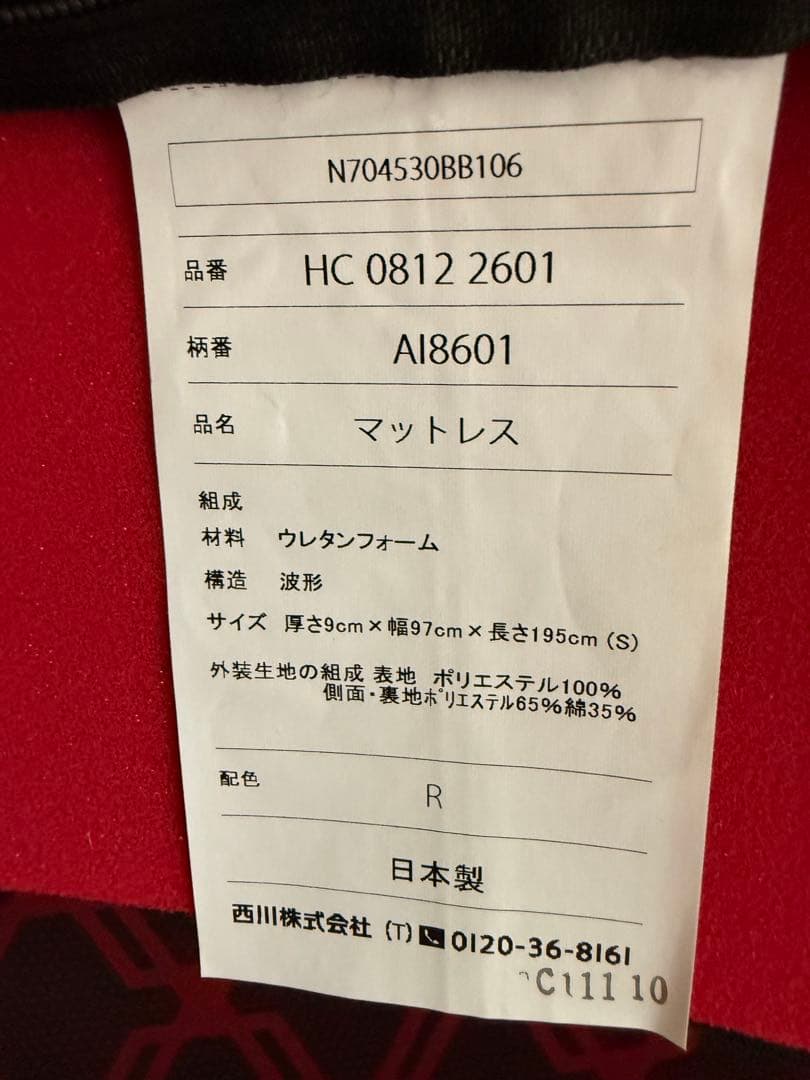 N704530BB106
品番 HC 0812 2601
柄番 AI8601
品名 マットレス
組成
材料 ウレタンフォーム
構造 波形
サイズ 厚さ9cm×幅97cm×長さ195cm(S)
外装生地の組成 表地 ポリエステル100%
側面・裏地ポリエステル65%綿35%
配色 R
日本製
西川株式会社 (T) 0120-36-8161
C111 10